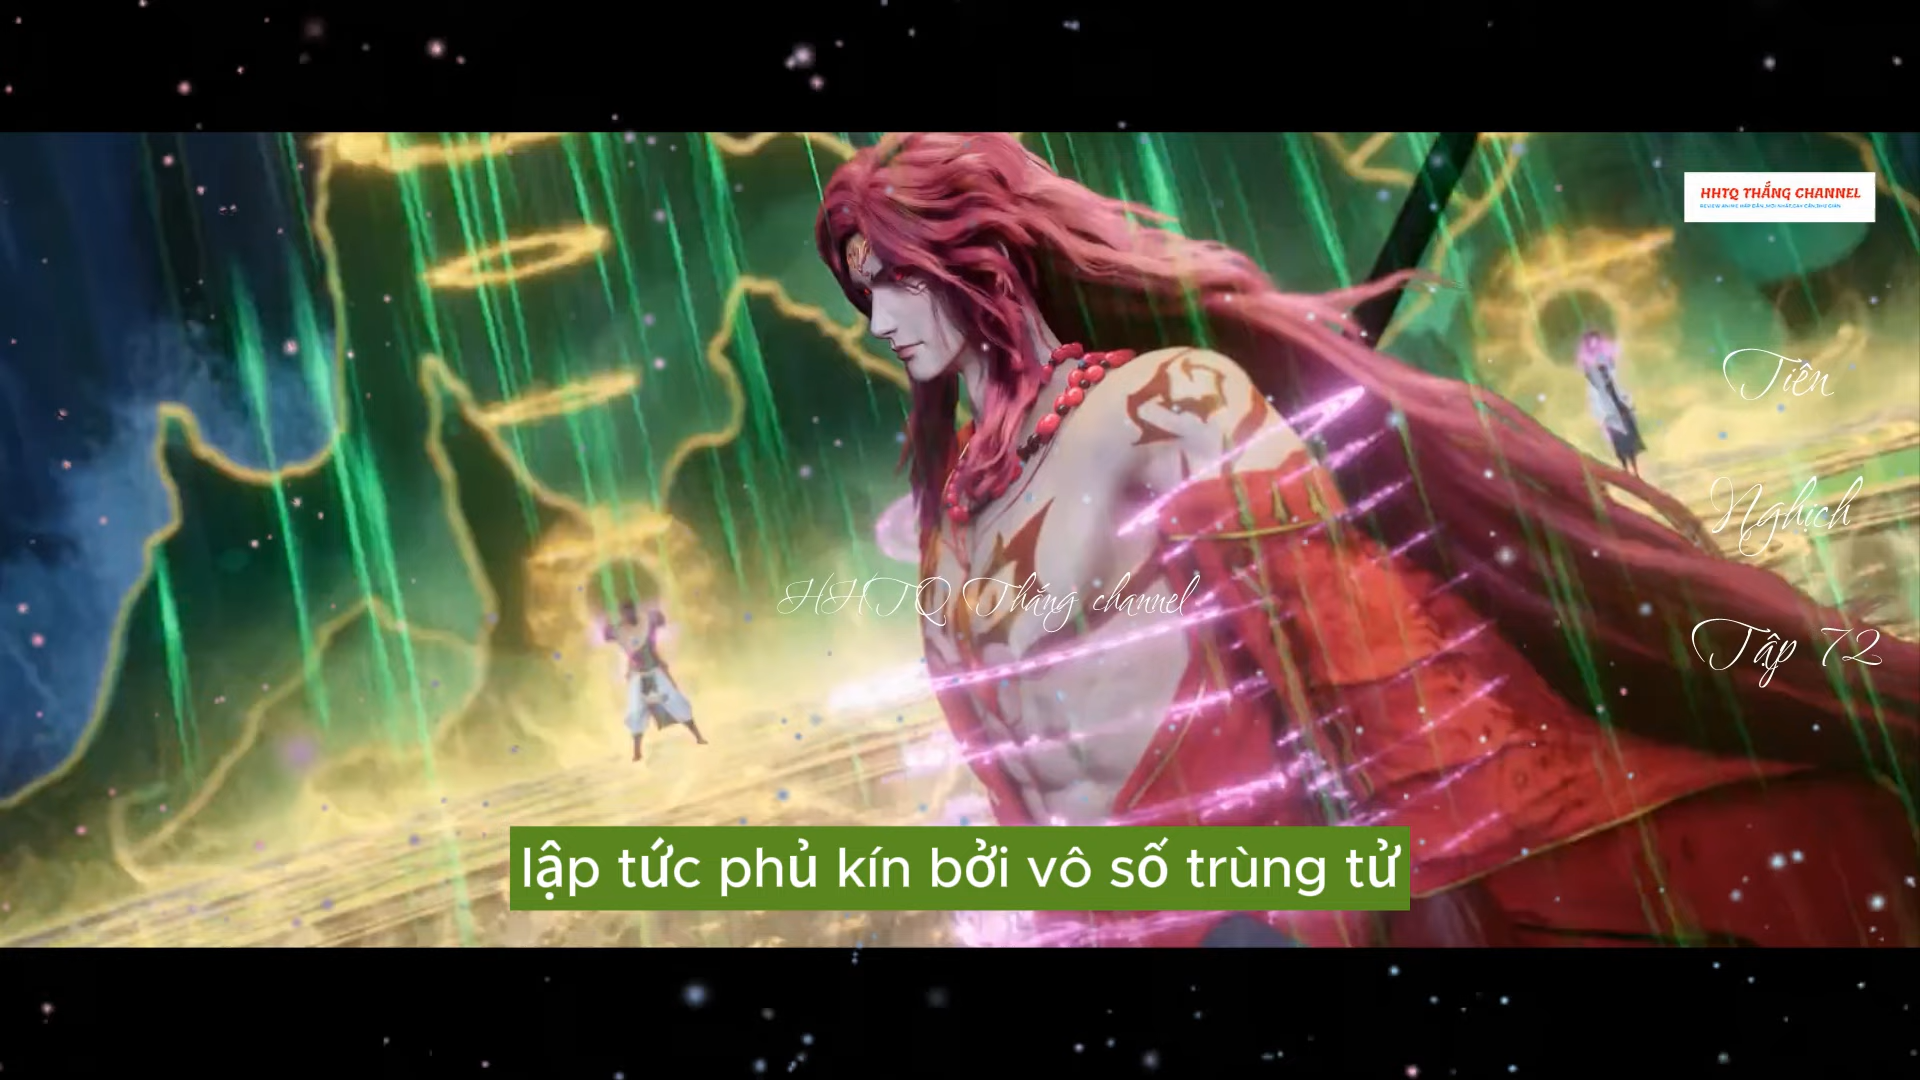 HHTQ THẮNG CHANNEL
Tiên
Nghịch
HHTQ Thắng channel
Tập 72
lập tức phủ kín bởi vô số trùng tử